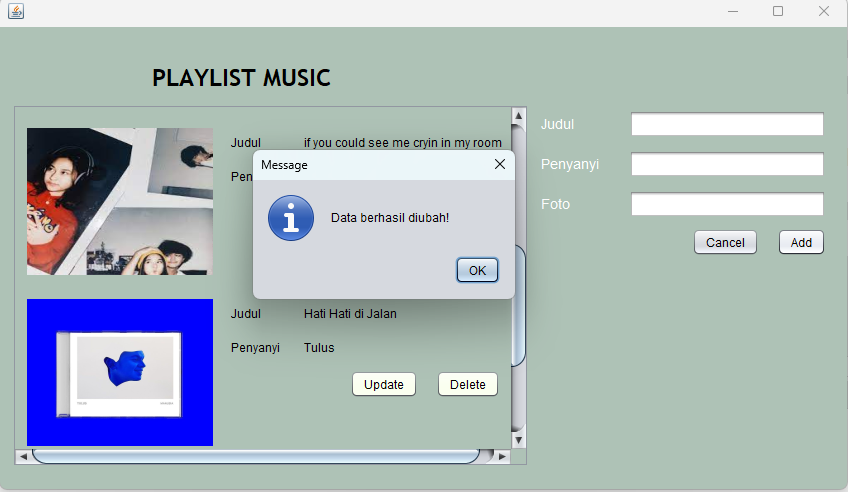 PLAYLIST MUSIC
Judul if you could see me cryin in my room
Pen
Message
Data berhasil diubah!
OK
Judul Hati Hati di Jalan
Penyanyi Tulus
Update Delete
Judul
Penyanyi
Foto
Cancel Add